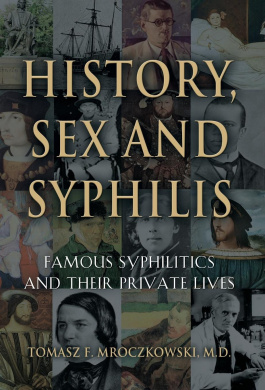 HISTORY,
SEX AND
SYPHILIS
FAMOUS SYPHILITICS
AND THEIR PRIVATE LIVES
TOMASZ F. MROCZKOWSKI, M.D.